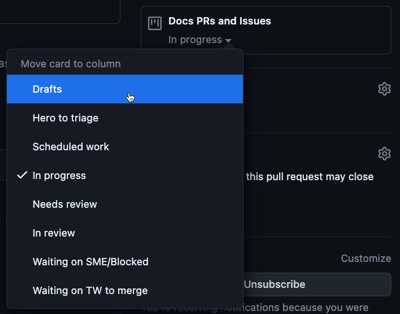 Docs PRs and Issues
In progress
Move card to column
Drafts
Hero to triage
Scheduled work
In progress
this pull request may close
Needs review
In review
Waiting on SME/Blocked
Customize
Unsubscribe
Waiting on TW to merge
You're receiving notifications because you were